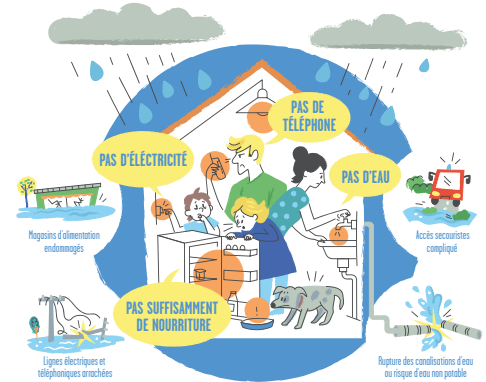 PAS DE
TÉLÉPHONE
PAS D'ÉLÉCTRICITÉ
PAS D'EAU
Magasins d'alimentation
endommagés
Accès secouristes
compliqué
PAS SUFFISAMMENT
DE NOURRITURE
Lignes électriques et
téléphoniques arrachées
Rupture des canalisations d'eau
ou risque d'eau non potable